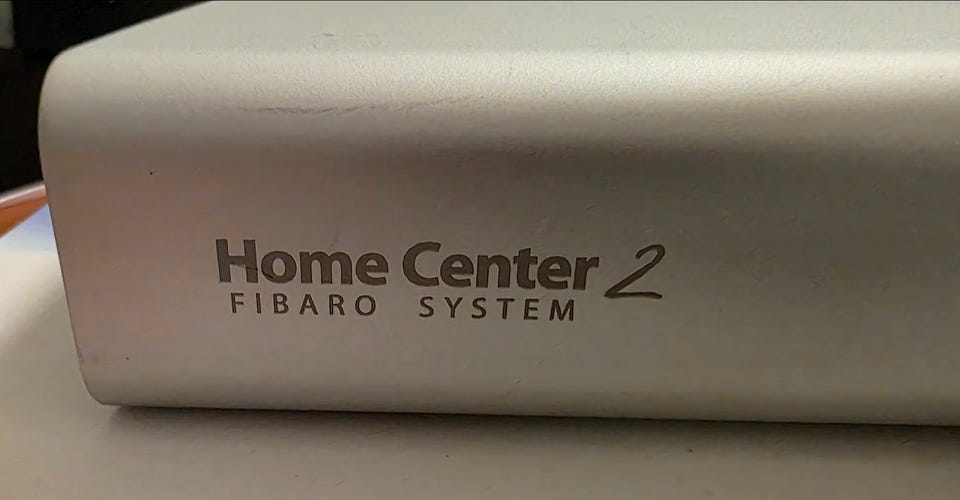 Home Center 2
FIBARO SYSTEM